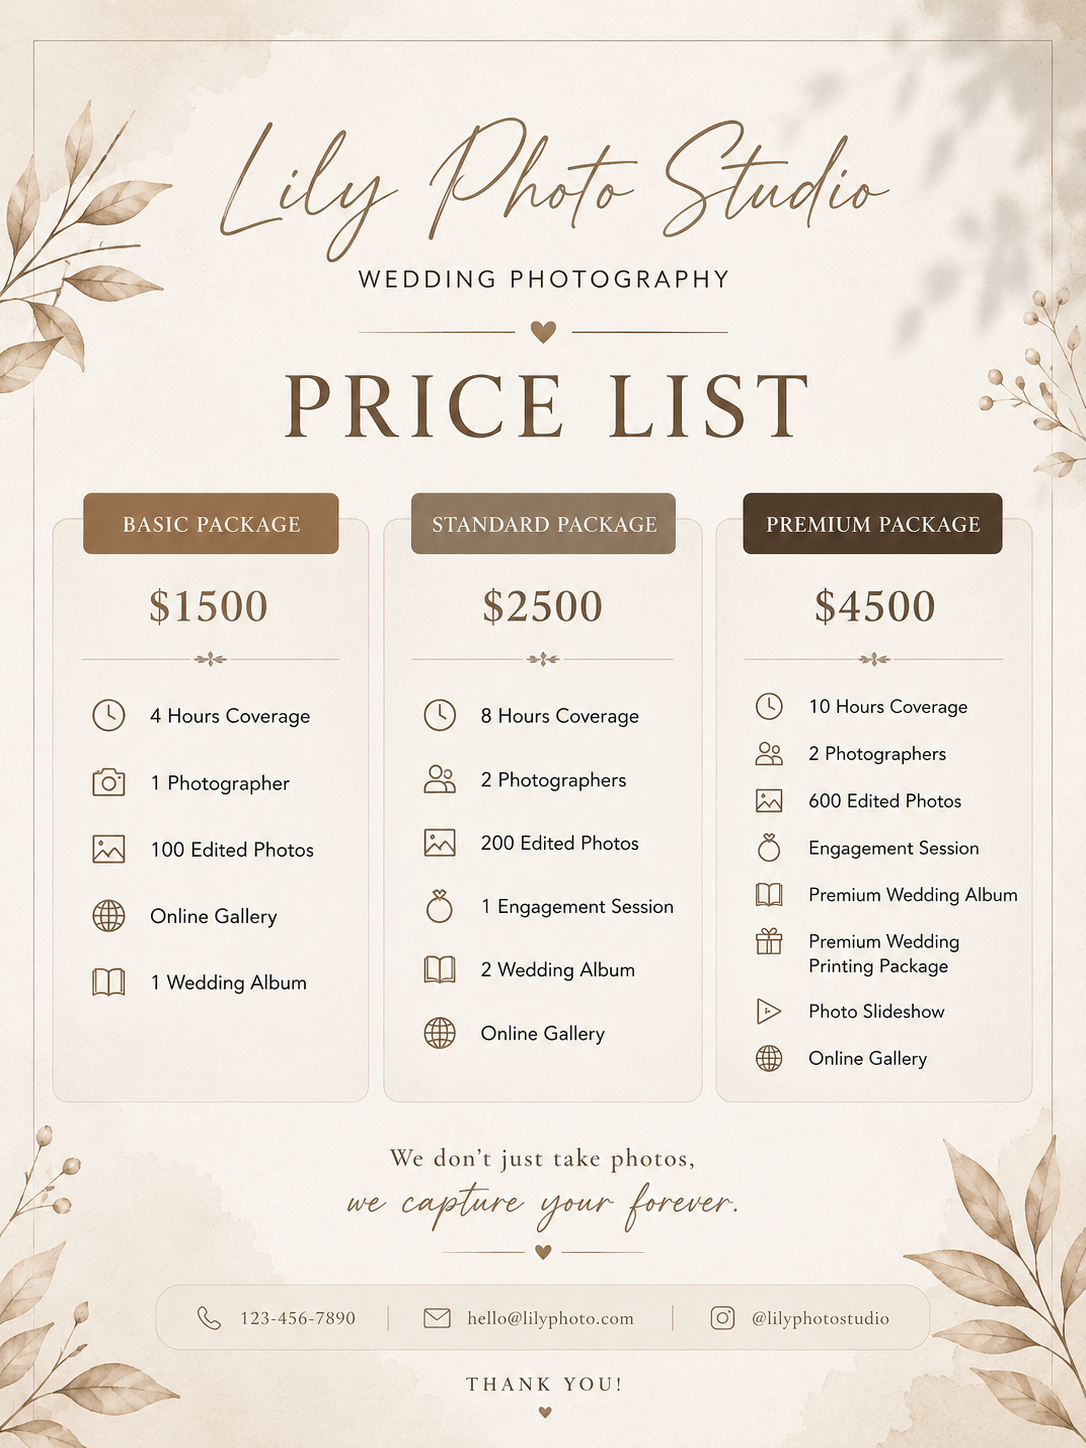 Lily Photo Studio
WEDDING PHOTOGRAPHY
PRICE LIST
BASIC PACKAGE
$1500
4 Hours Coverage
1 Photographer
100 Edited Photos
Online Gallery
1 Wedding Album
STANDARD PACKAGE
$2500
8 Hours Coverage
2 Photographers
200 Edited Photos
1 Engagement Session
2 Wedding Album
Online Gallery
PREMIUM PACKAGE
$4500
10 Hours Coverage
2 Photographers
600 Edited Photos
Engagement Session
Premium Wedding Album
Premium Wedding
Printing Package
Photo Slideshow
Online Gallery
We don't just take photos,
we capture your forever.
123-456-7890
hello@lilyphoto.com
@lilyphotostudio
THANK YOU!